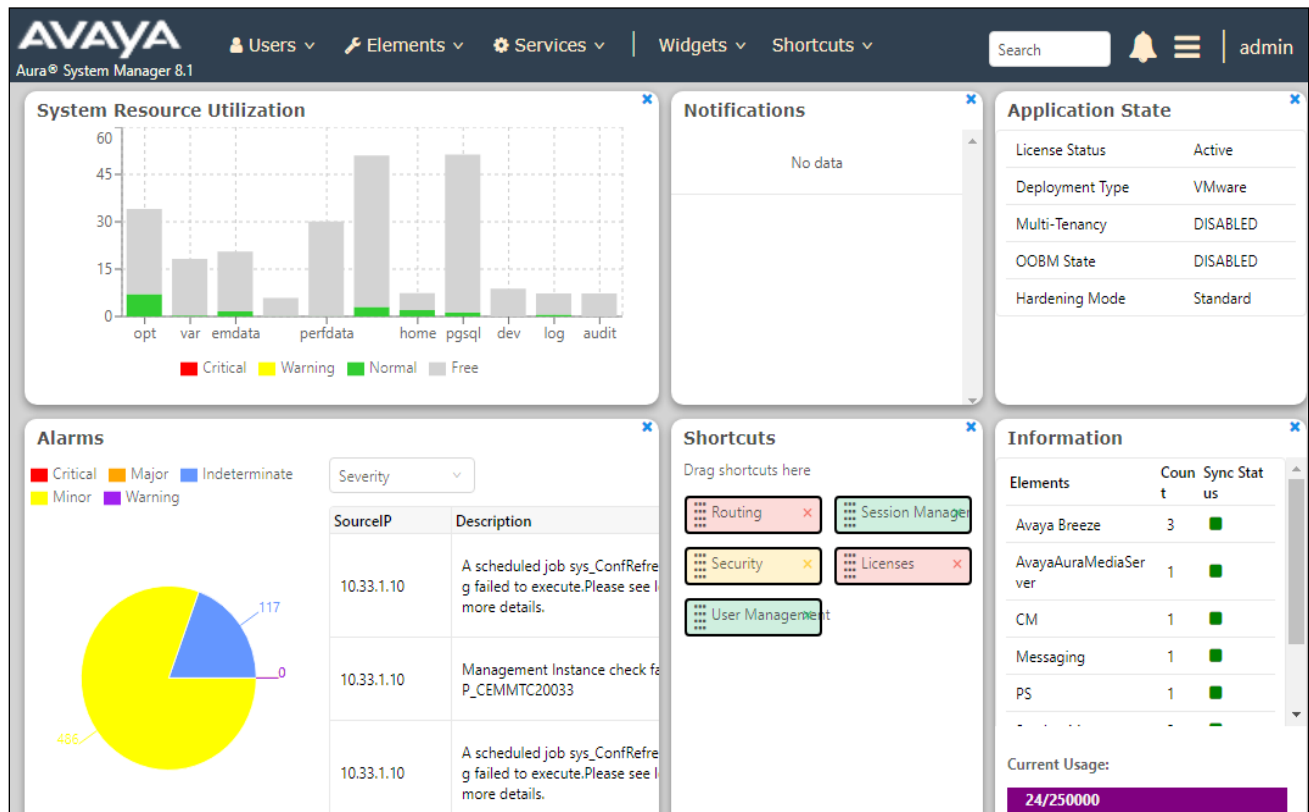 AVAYA
Aura® System Manager 8.1
Users
Elements
Services
Widgets
Shortcuts
Search
admin
System Resource Utilization
60
45
30
15
0
opt
var
emdata
perfdata
home
pgsql
dev
log
audit
Critical
Warning
Normal
Free
Notifications
No data
Application State
License Status Active
Deployment Type VMware
Multi-Tenancy DISABLED
OOBM State DISABLED
Hardening Mode Standard
Alarms
Critical Major Indeterminate
Minor Warning
117
0
486
Severity
SourceIP Description
A scheduled job sys_ConfRefre
10.33.1.10 g failed to execute.Please see l
more details.
Management Instance check fa
10.33.1.10
P_CEMMTC20033
A scheduled job sys_ConfRefre
10.33.1.10 g failed to execute.Please see l
more details.
Shortcuts
Drag shortcuts here
Routing
Session Manager
Security
Licenses
User Management
Information
Elements Coun Sync Stat
t us
Avaya Breeze 3
AvayaAuraMediaSer
ver 1
CM 1
Messaging 1
PS 1
Current Usage:
24/250000